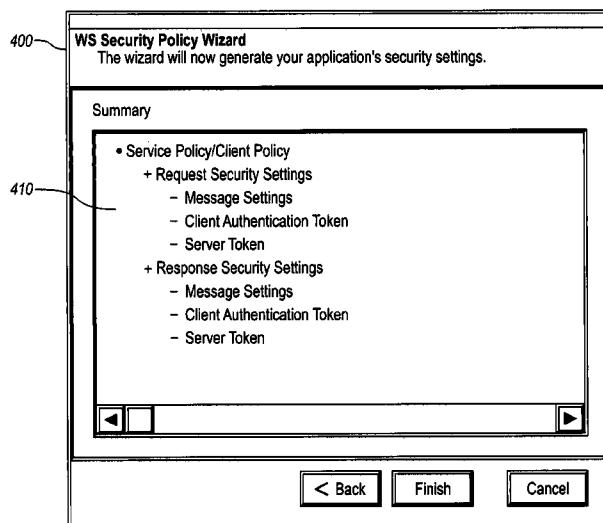 400
WS Security Policy Wizard
The wizard will now generate your application's security settings.
Summary
410
• Service Policy/Client Policy
+ Request Security Settings
– Message Settings
– Client Authentication Token
– Server Token
+ Response Security Settings
– Message Settings
– Client Authentication Token
– Server Token
< Back
Finish
Cancel